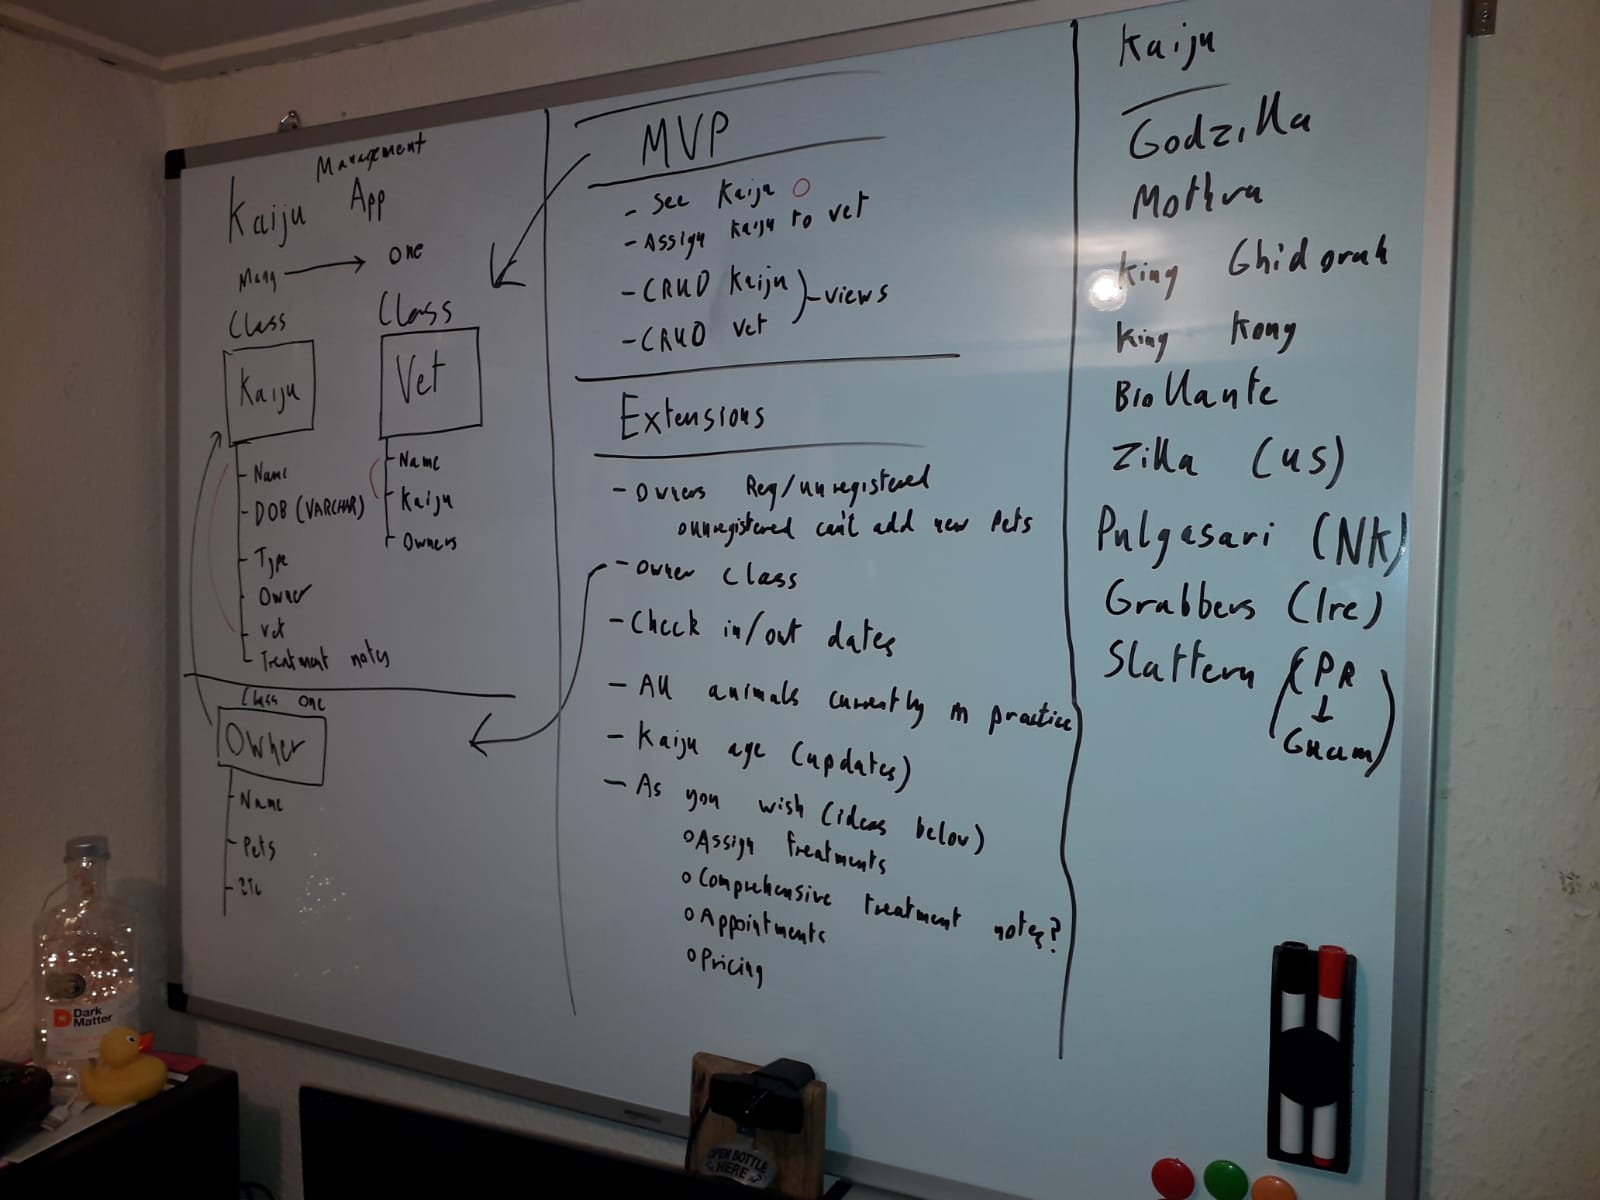 Kaiju Management App
Many → One
Class
Kaiju
Name
DOB (VARCHAR)
Type
Owner
Vet
Treatment notes
Class
Vet
Name
Kaiju
Owners
Class One
Owner
Name
Pets
etc
MVP
- See Kaiju
- Assign Kaiju to vet
- CRUD Kaiju
- CRUD Vet
views
Extensions
- Owners Reg/unregistered
unregistered can't add new Pets
- Owner Class
- Check in/out dates
- All animals currently in practice
- Kaiju age (updates)
- As you wish (ideas below)
o Assign treatments
o Comprehensive treatment notes?
o Appointments
o Pricing
Kaiju
Godzilla
Mothra
King Ghidorah
King Kong
Biollante
Zilla (US)
Pulgasari (NK)
Grabbers (Ire)
Slattern (PR
↓
Guam)
Dark
Matter
OPEN BOTTLE
HERE